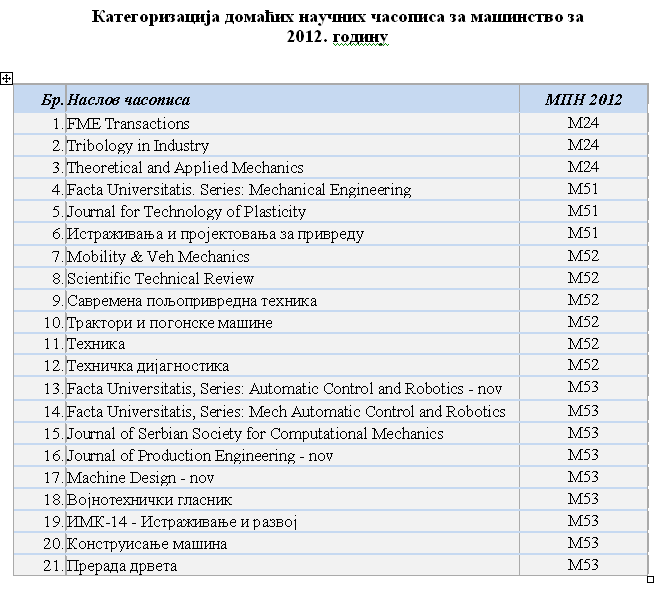 Категоризација домаћих научних часописа за машинство за
2012. годину
Бр. Наслов часописа МПН 2012
1. FME Transactions M24
2. Tribology in Industry M24
3. Theoretical and Applied Mechanics M24
4. Facta Universitatis. Series: Mechanical Engineering M51
5. Journal for Technology of Plasticity M51
6. Истраживања и пројектовања за привреду M51
7. Mobility & Veh Mechanics M52
8. Scientific Technical Review M52
9. Савремена пољопривредна техника M52
10. Трактори и погонске машине M52
11. Техника M52
12. Техничка дијагностика M52
13. Facta Universitatis, Series: Automatic Control and Robotics - nov M53
14. Facta Universitatis, Series: Mech Automatic Control and Robotics M53
15. Journal of Serbian Society for Computational Mechanics M53
16. Journal of Production Engineering - nov M53
17. Machine Design - nov M53
18. Војнотехнички гласник M53
19. ИМК-14 - Истраживање и развој M53
20. Конструисање машина M53
21. Прерада дрвета M53